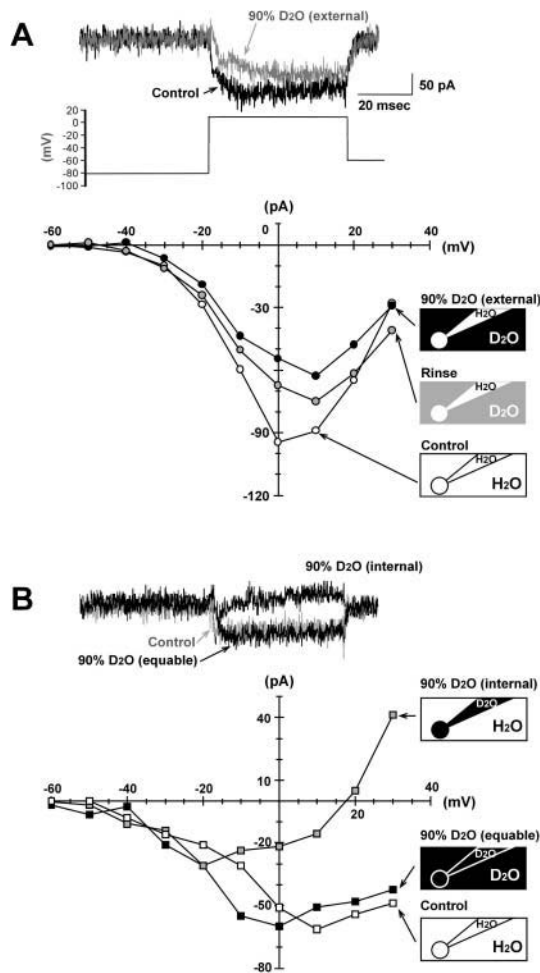 A
90% D2O (external)
Control
50 pA
20 msec
(mV)
20
0
-20
-40
-60
-80
-100
(pA)
-60 -40 -20 0 20 40 (mV)
-30
-90
-120
90% D2O (external)
H2O
D2O
Rinse
H2O
D2O
Control
H2O
H2O
B
90% D2O (internal)
Control
90% D2O (equable)
(pA)
40
10
-60 -40 -20 20 40
(mV)
-20
-50
-80
90% D2O (internal)
D2O
H2O
90% D2O (equable)
D2O
D2O
Control
H2O
H2O